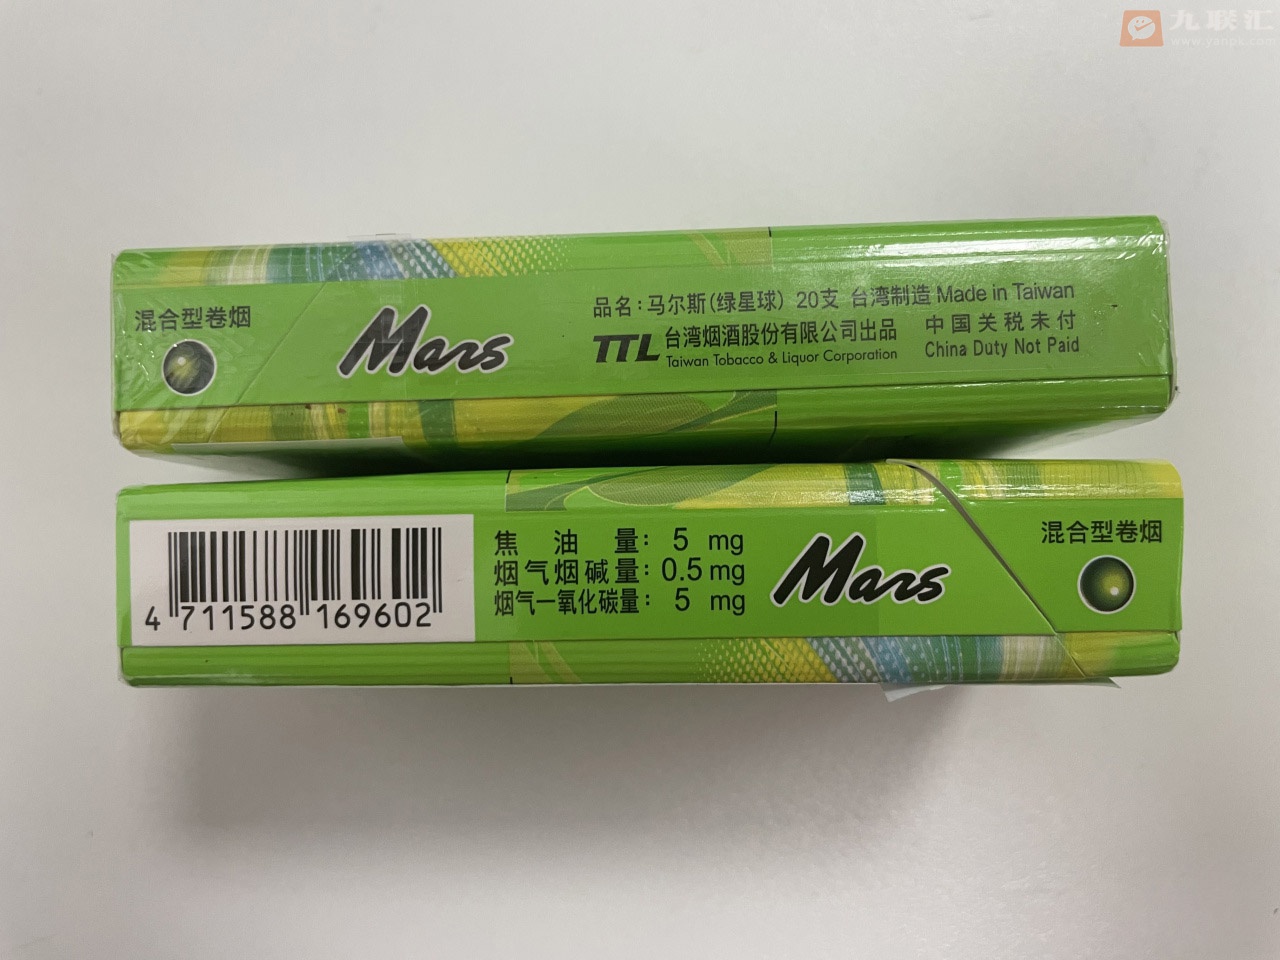 九联汇
www.yanpk.com
混合型卷烟
Mars
品名:马尔斯(绿星球) 20支 台湾制造 Made in Taiwan
TTL 台湾烟酒股份有限公司出品
Taiwan Tobacco & Liquor Corporation
中国关税未付
China Duty Not Paid
4 711588 169602
焦油量: 5 mg
烟气烟碱量: 0.5 mg
烟气一氧化碳量: 5 mg
Mars
混合型卷烟